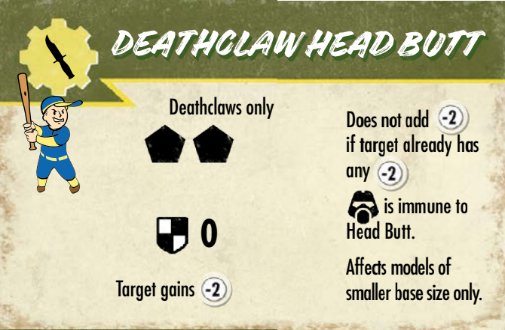 DEATHCLAW HEAD BUTT
Deathclaws only
0
Target gains -2
Does not add -2
if target already has
any -2
is immune to
Head Butt.
Affects models of
smaller base size only.